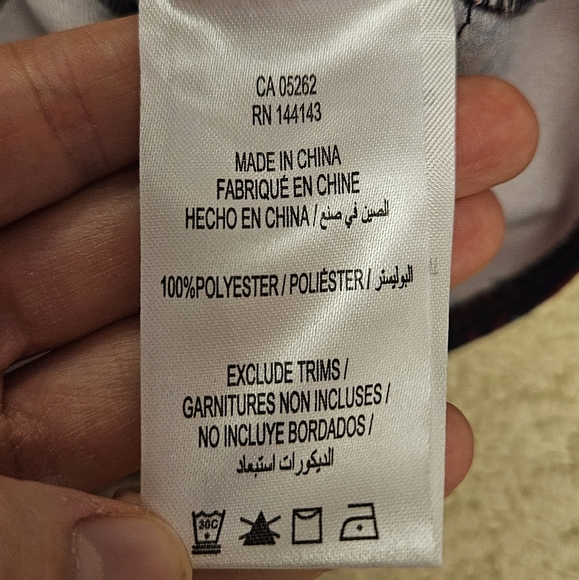 CA 05262
RN 144143
MADE IN CHINA
FABRIQUÉ EN CHINE
HECHO EN CHINA / الصين في صنع
100%POLYESTER / POLIÉSTER / البوليستر
EXCLUDE TRIMS /
GARNITURES NON INCLUSES /
NO INCLUYE BORDADOS /
الديكورات استبعاد
30C